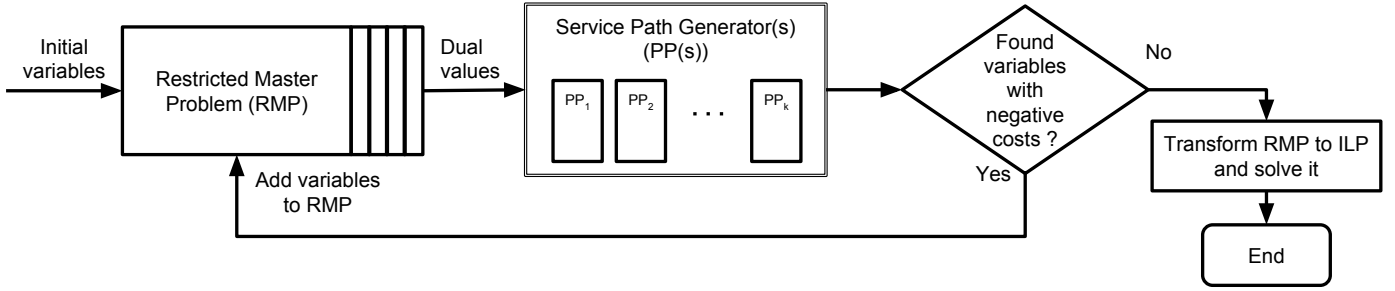 Initial
variables
Restricted Master
Problem (RMP)
Dual
values
Service Path Generator(s)
(PP(s))
PP1
PP2
. . .
PPk
Found
variables
with
negative
costs ?
No
Yes
Add variables
to RMP
Transform RMP to ILP
and solve it
End